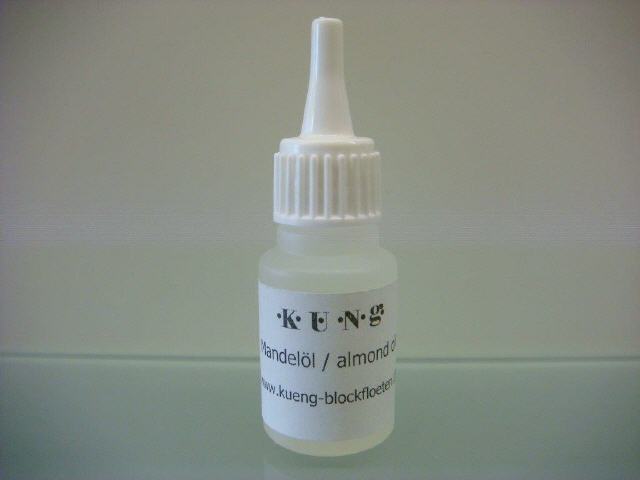 ·K· U ·N·g
Mandelöl / almond
www.kueng-blockfloeten.